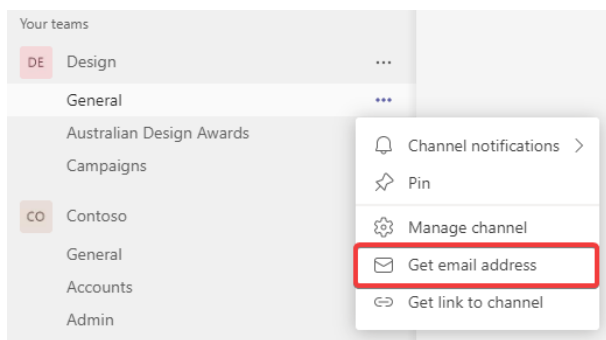 Your teams
DE Design ...
General ...
Australian Design Awards
Campaigns
CO Contoso
General
Accounts
Admin
Channel notifications >
Pin
Manage channel
Get email address
Get link to channel